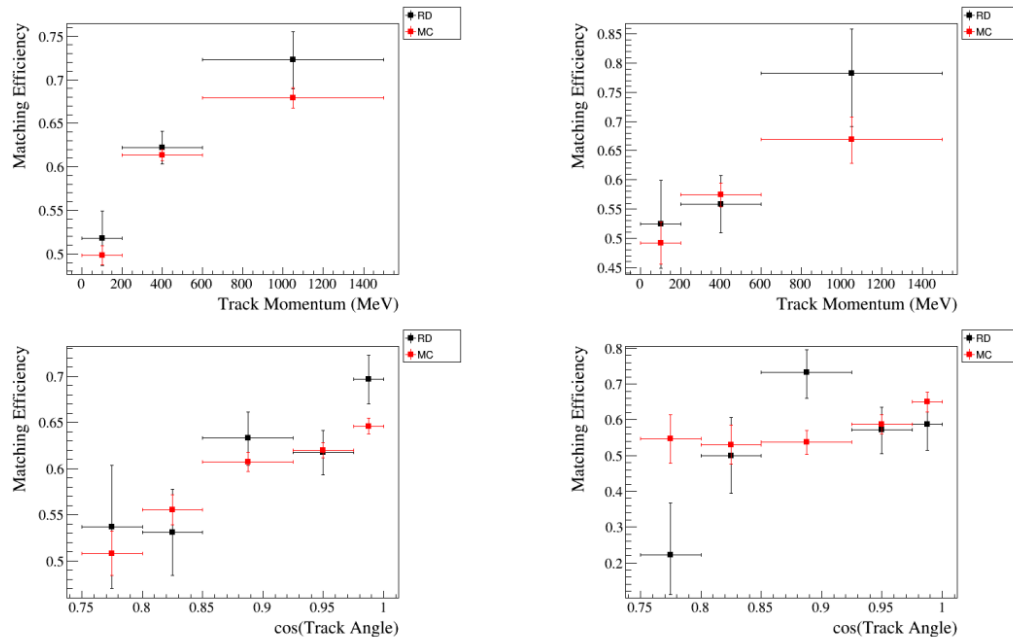 RD
MC
Matching Efficiency
0.75
0.7
0.65
0.6
0.55
0.5
0 200 400 600 800 1000 1200 1400
Track Momentum (MeV)
RD
MC
Matching Efficiency
0.85
0.8
0.75
0.7
0.65
0.6
0.55
0.5
0.45
0 200 400 600 800 1000 1200 1400
Track Momentum (MeV)
RD
MC
Matching Efficiency
0.7
0.65
0.6
0.55
0.5
0.75 0.8 0.85 0.9 0.95 1
cos(Track Angle)
RD
MC
Matching Efficiency
0.8
0.7
0.6
0.5
0.4
0.3
0.2
0.75 0.8 0.85 0.9 0.95 1
cos(Track Angle)